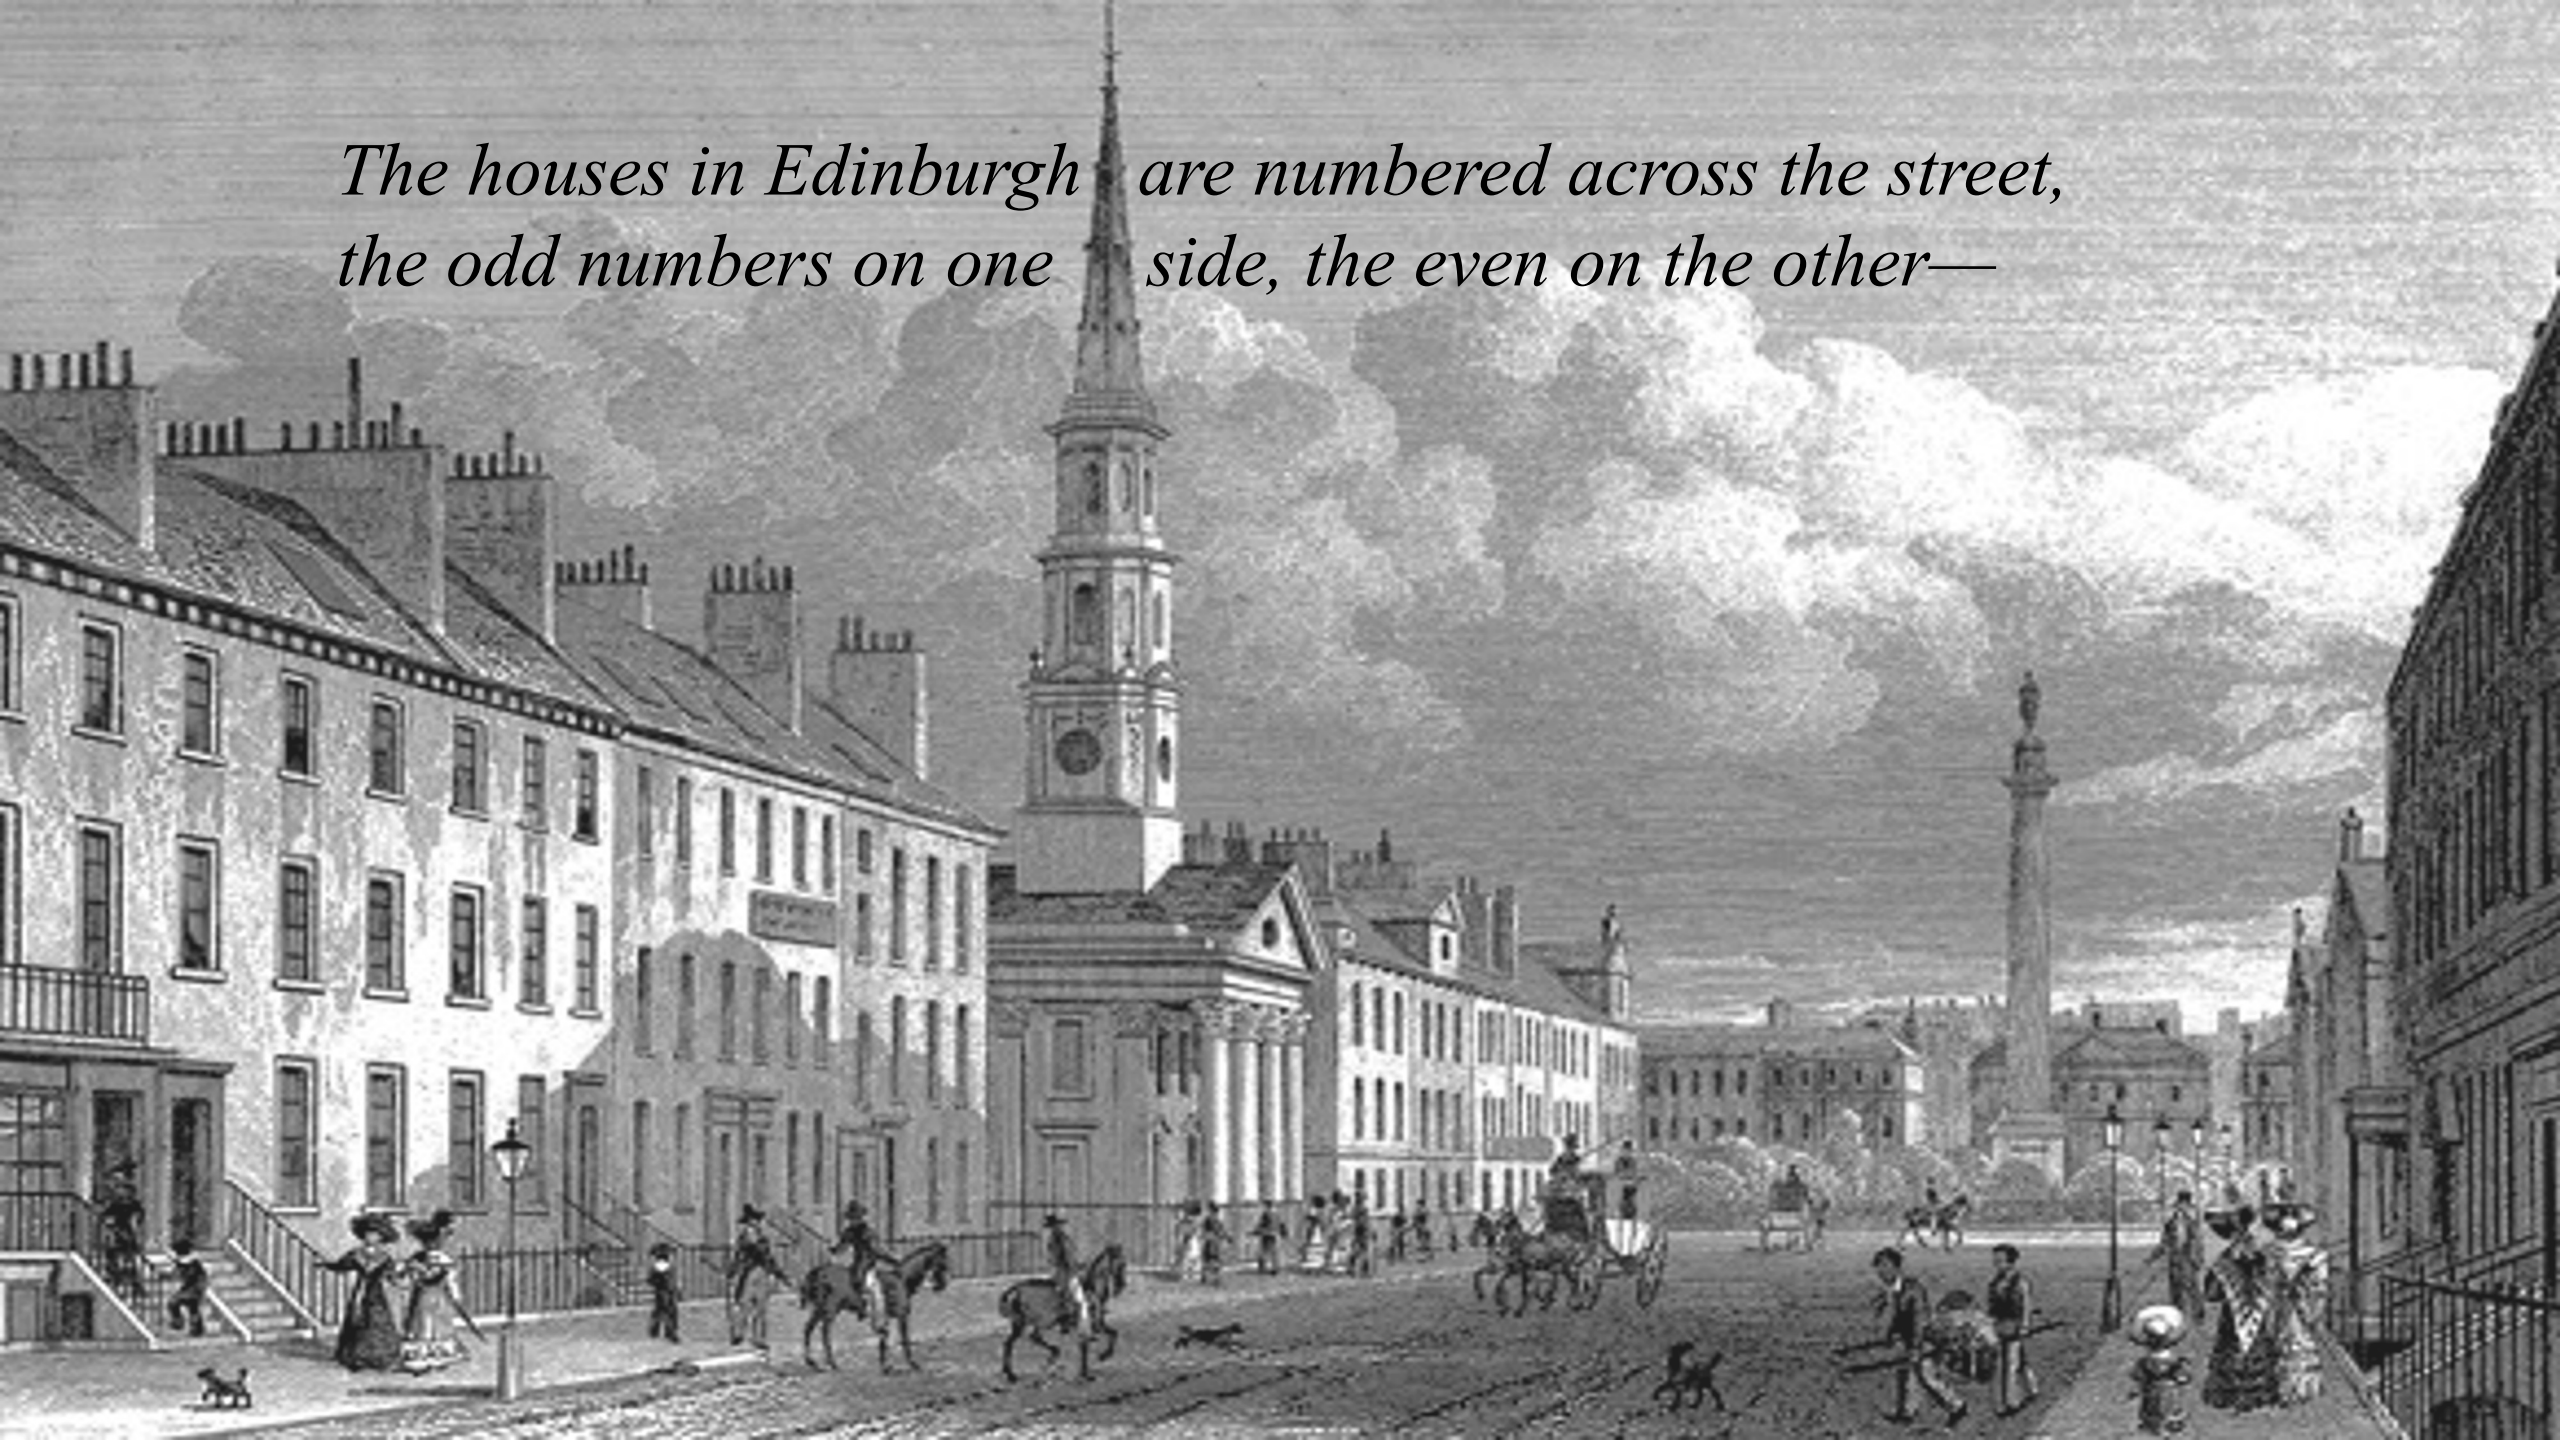 The houses in Edinburgh are numbered across the street,
the odd numbers on one side, the even on the other—